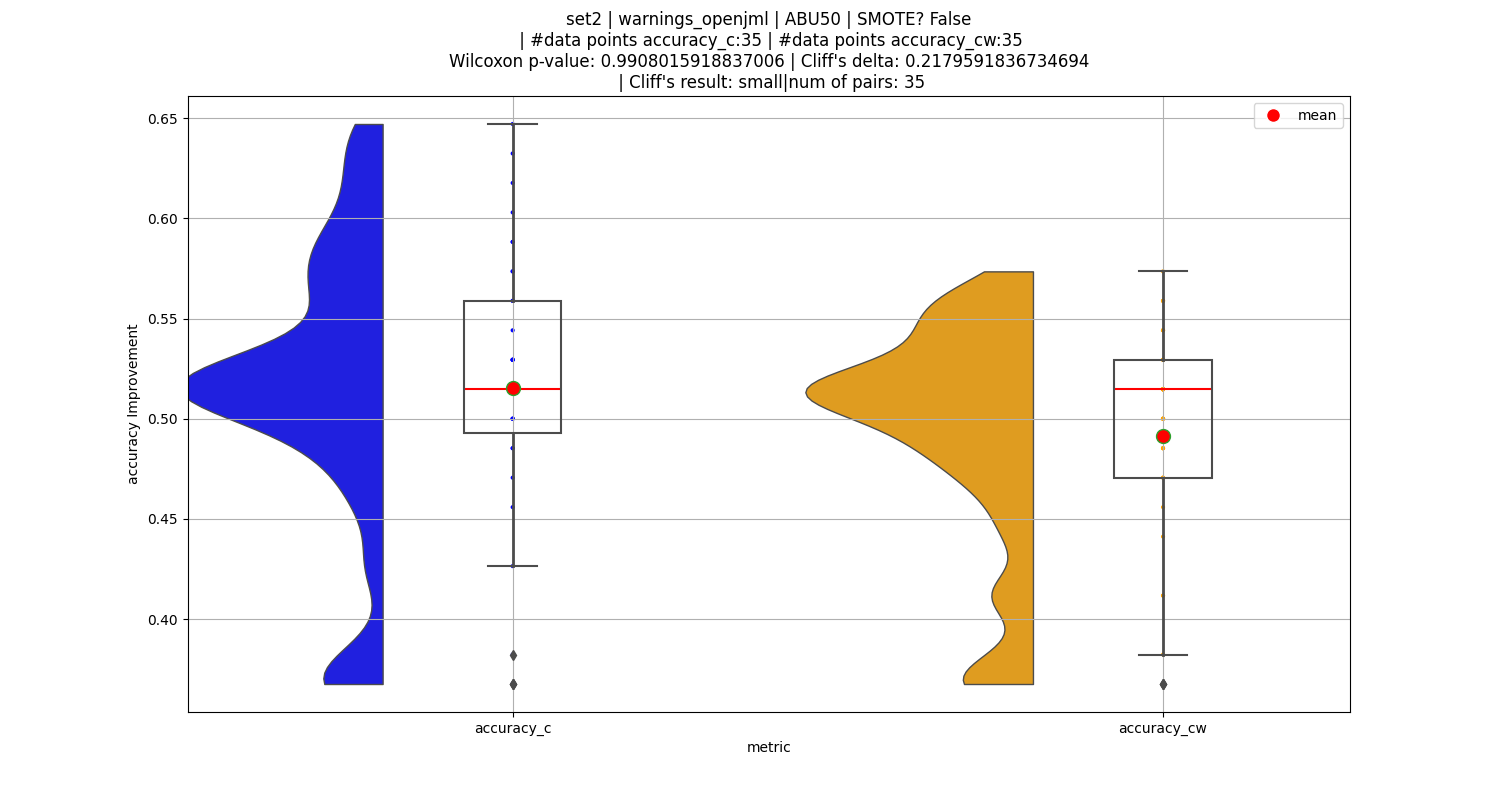 set2 | warnings_openjml | ABU50 | SMOTE? False
| #data points accuracy_c:35 | #data points accuracy_cw:35
Wilcoxon p-value: 0.9908015918837006 | Cliff's delta: 0.2179591836734694
| Cliff's result: small|num of pairs: 35
mean
0.65
0.60
0.55
0.50
0.45
0.40
accuracy Improvement
accuracy_c
accuracy_cw
metric